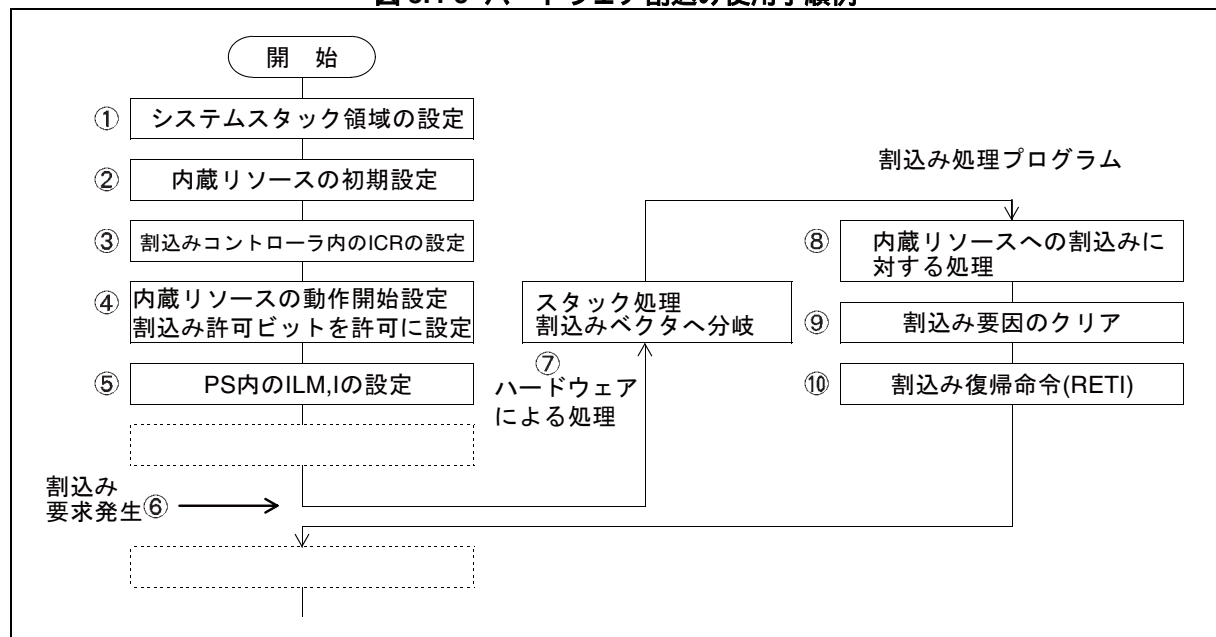 開 始
① システムスタック領域の設定
② 内蔵リソースの初期設定
③ 割込みコントローラ内のICRの設定
④ 内蔵リソースの動作開始設定
割込み許可ビットを許可に設定
⑤ PS内のILM,Iの設定
割込み
要求発生⑥
スタック処理
割込みベクタへ分岐
⑦
ハードウェア
による処理
割込み処理プログラム
⑧ 内蔵リソースへの割込みに
対する処理
⑨ 割込み要因のクリア
⑩ 割込み復帰命令(RETI)